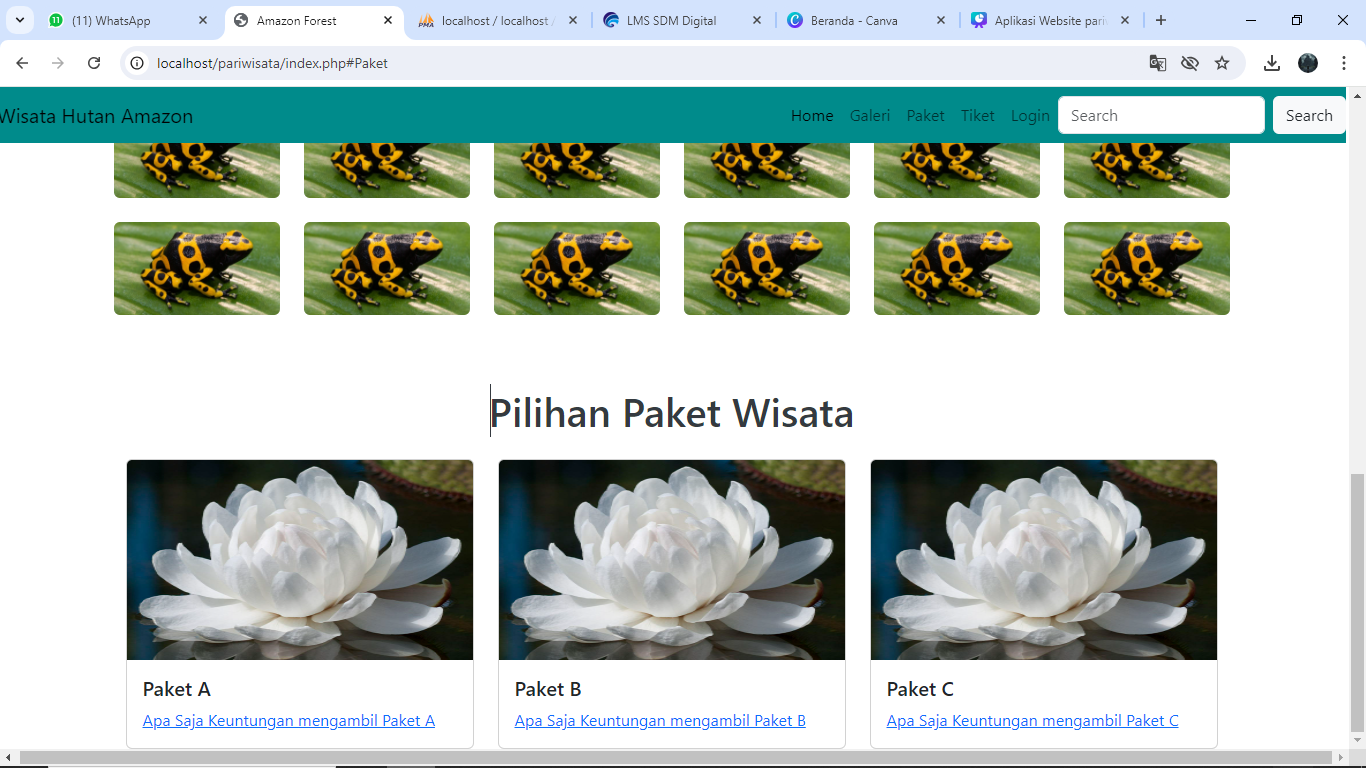 (11) WhatsApp
Amazon Forest
localhost / localhost /
LMS SDM Digital
Beranda - Canva
Aplikasi Website pari
localhost/pariwisata/index.php#Paket
Wisata Hutan Amazon
Home
Galeri
Paket
Tiket
Login
Search
Search
Pilihan Paket Wisata
Paket A
Apa Saja Keuntungan mengambil Paket A
Paket B
Apa Saja Keuntungan mengambil Paket B
Paket C
Apa Saja Keuntungan mengambil Paket C